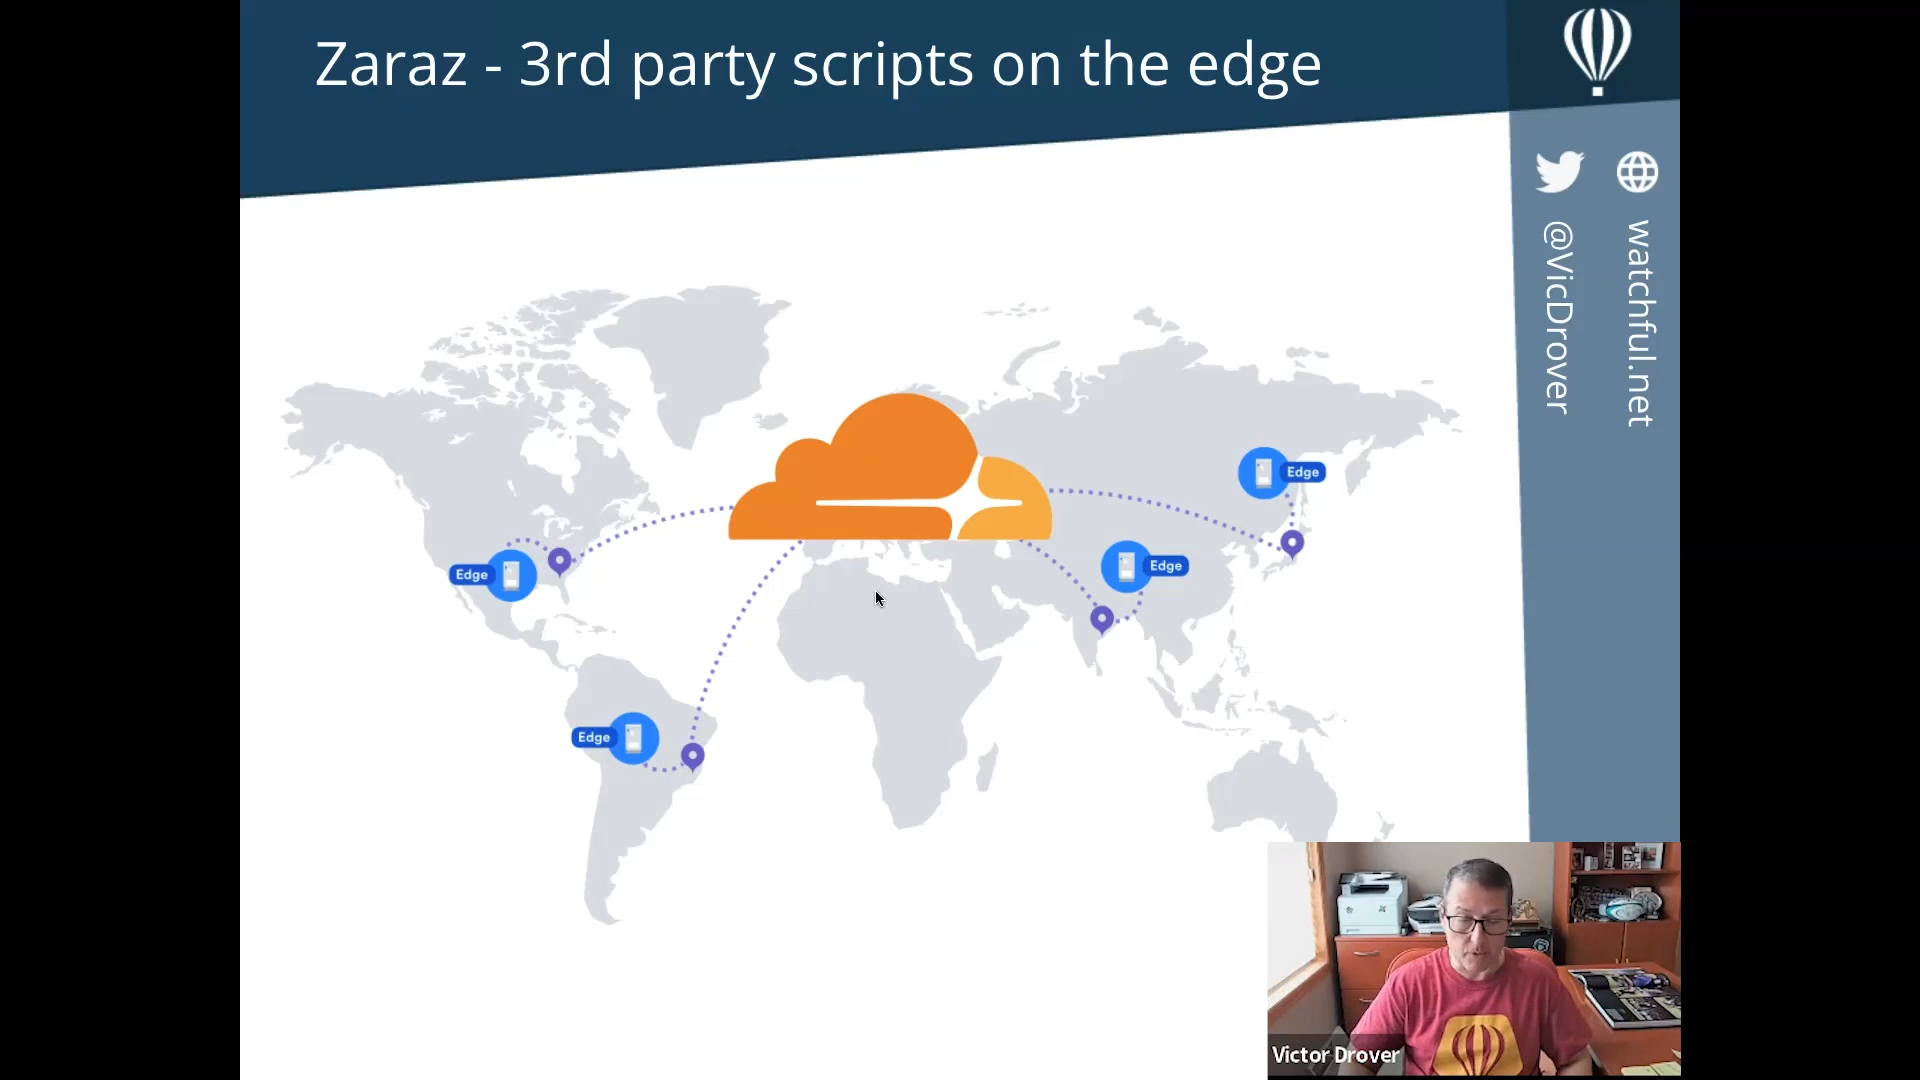 Zaraz - 3rd party scripts on the edge
@VicDrover
watchful.net
Edge
Edge
Edge
Edge
Victor Drover